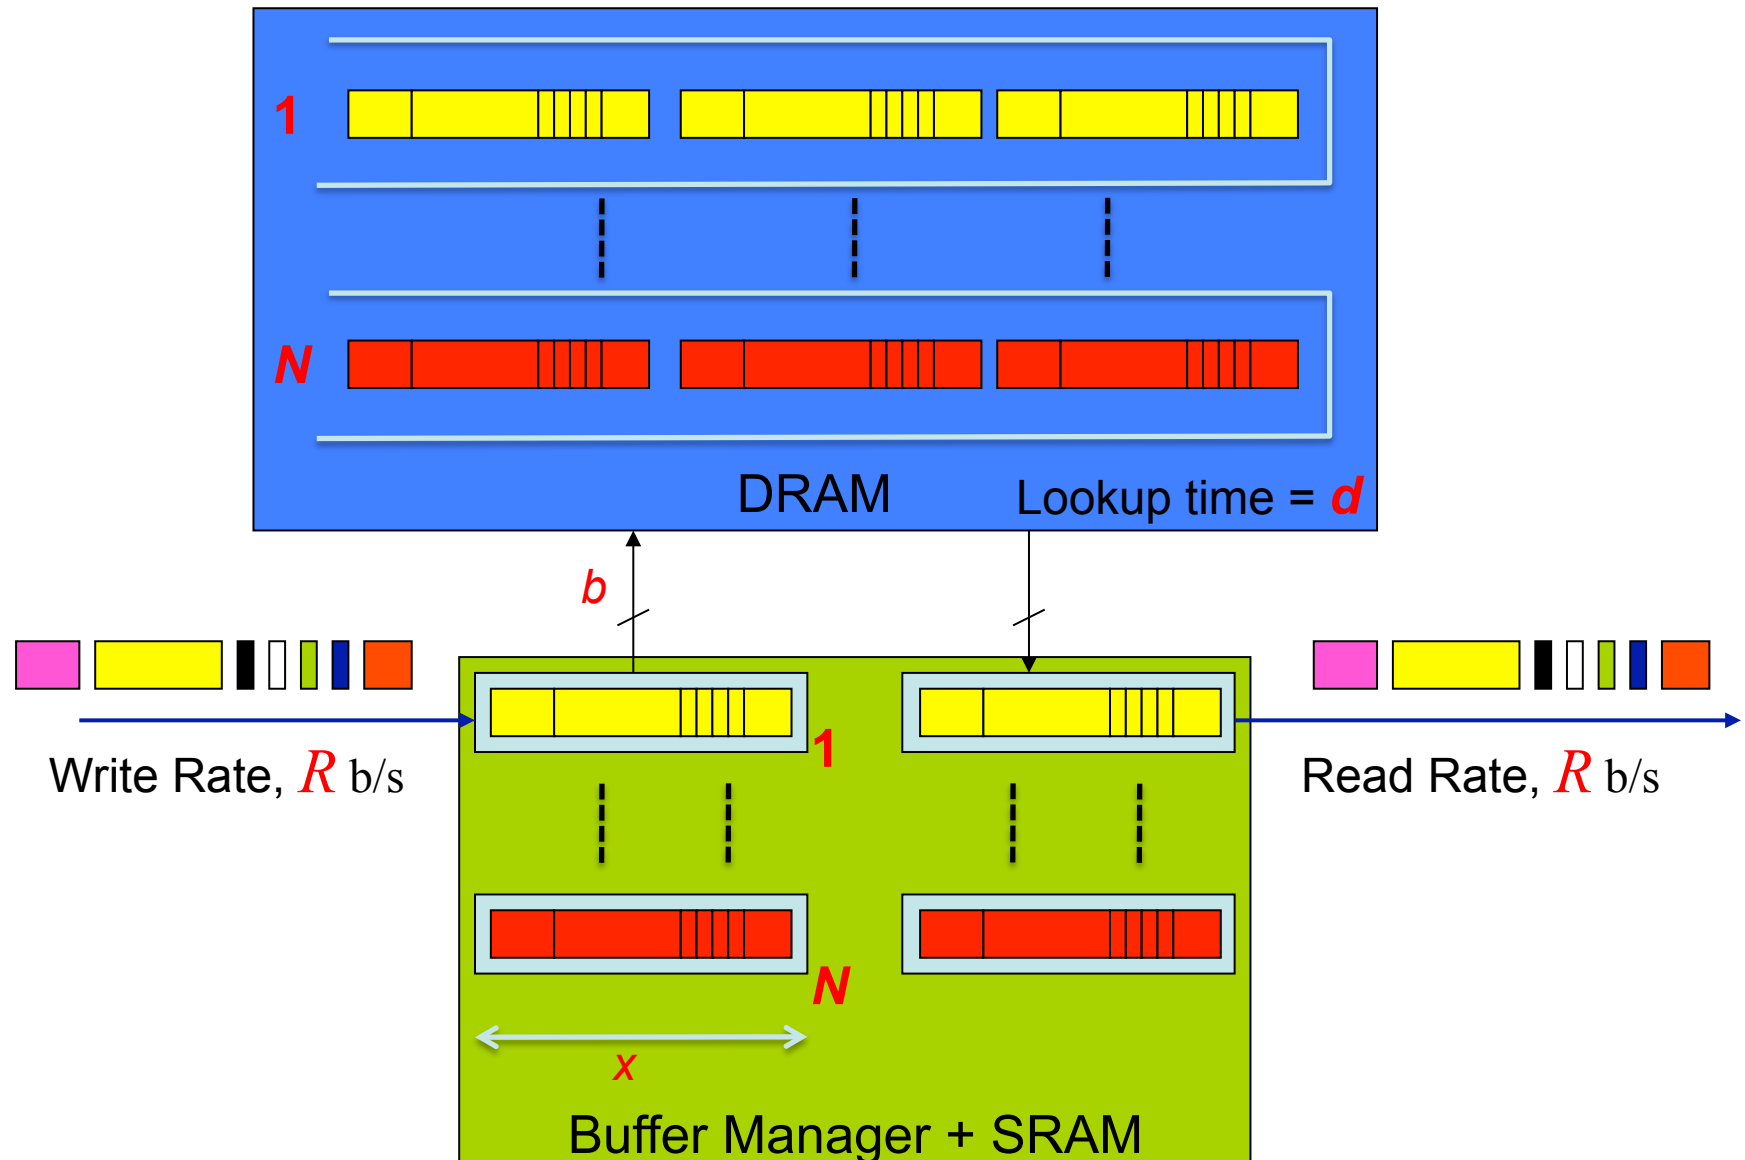 1
N
DRAM
Lookup time = d
b
1
Write Rate, R b/s
Read Rate, R b/s
N
x
Buffer Manager + SRAM